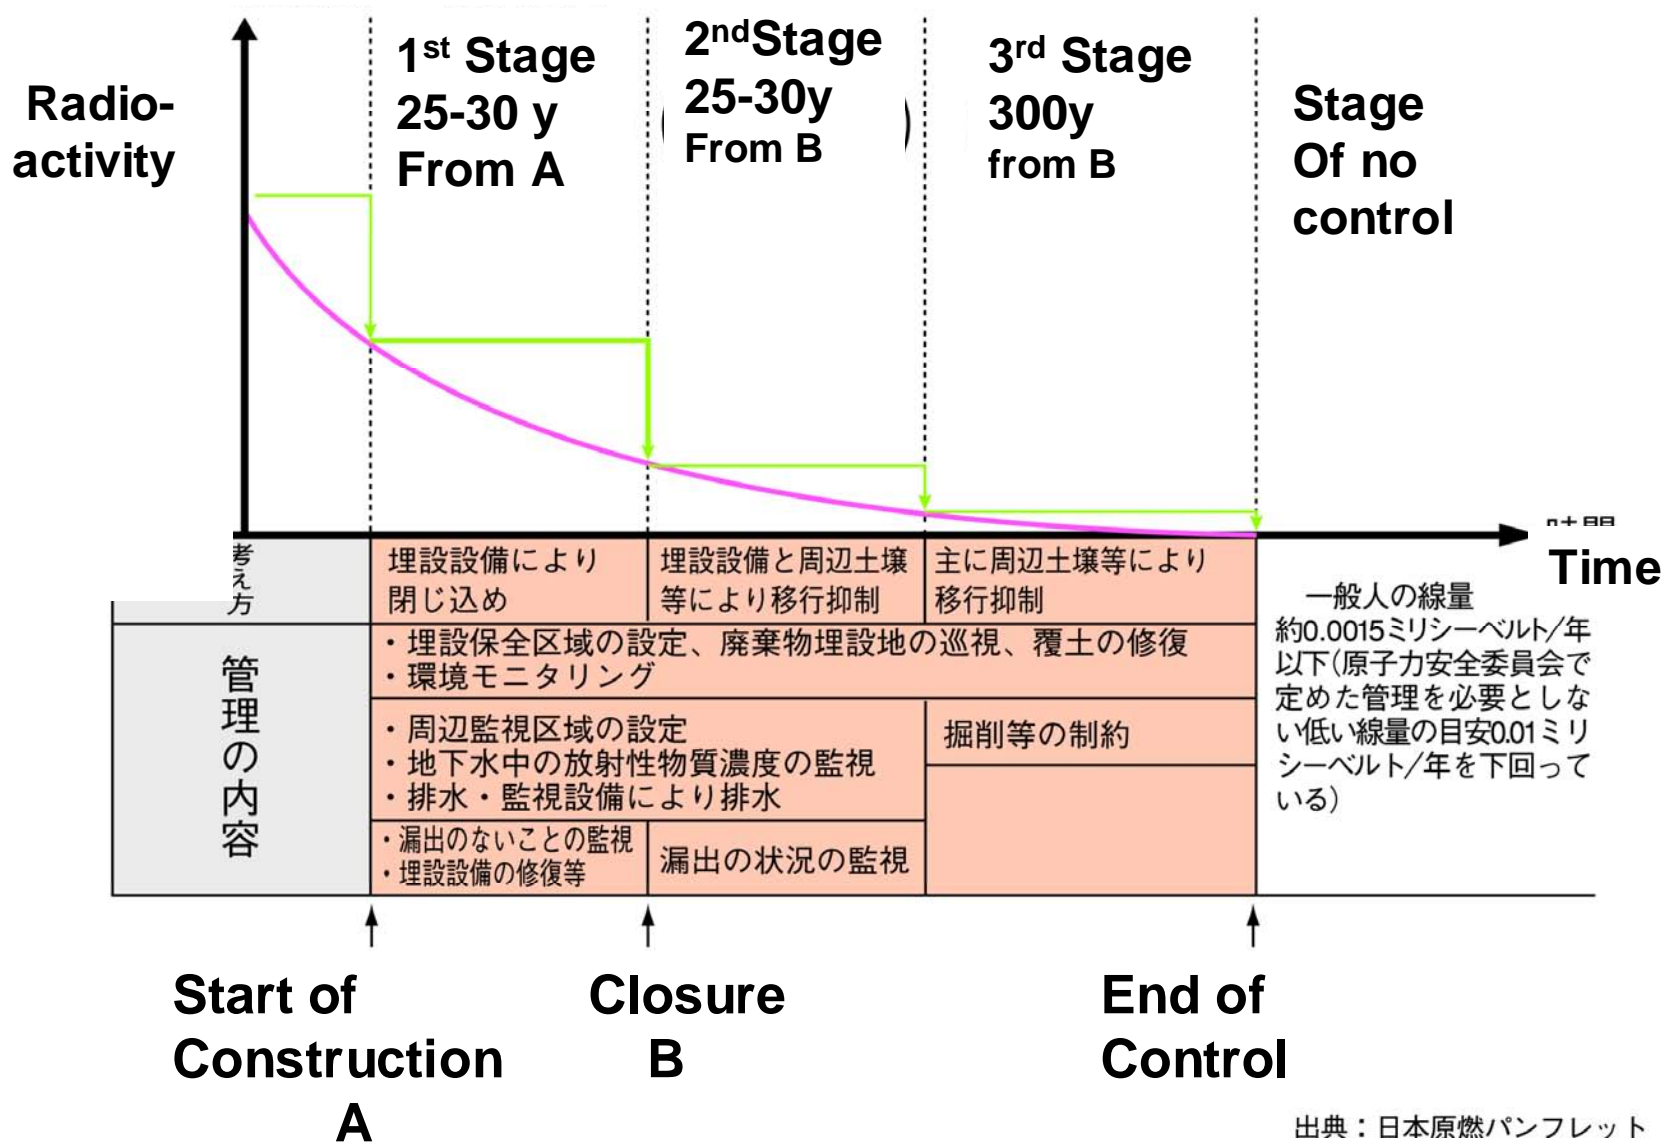 Radio-
activity
1st Stage
25-30 y
From A
2ndStage
25-30y
From B
)
3rd Stage
300y
from B
Stage
Of no
control
Time
考え方
埋設設備により
閉じ込め
埋設設備と周辺土壌
等により移行抑制
主に周辺土壌等により
移行抑制
管理の内容
・埋設保全区域の設定、廃棄物埋設地の巡視、覆土の修復
・環境モニタリング
・周辺監視区域の設定
・地下水中の放射性物質濃度の監視
・排水・監視設備により排水
掘削等の制約
・漏出のないことの監視
・埋設設備の修復等
漏出の状況の監視
一般人の線量
約0.0015ミリシーベルト/年
以下(原子力安全委員会で
定めた管理を必要としな
い低い線量の目安0.01ミリ
シーベルト/年を下回って
いる)
Start of
Construction
A
Closure
B
End of
Control
出典：日本原燃パンフレット